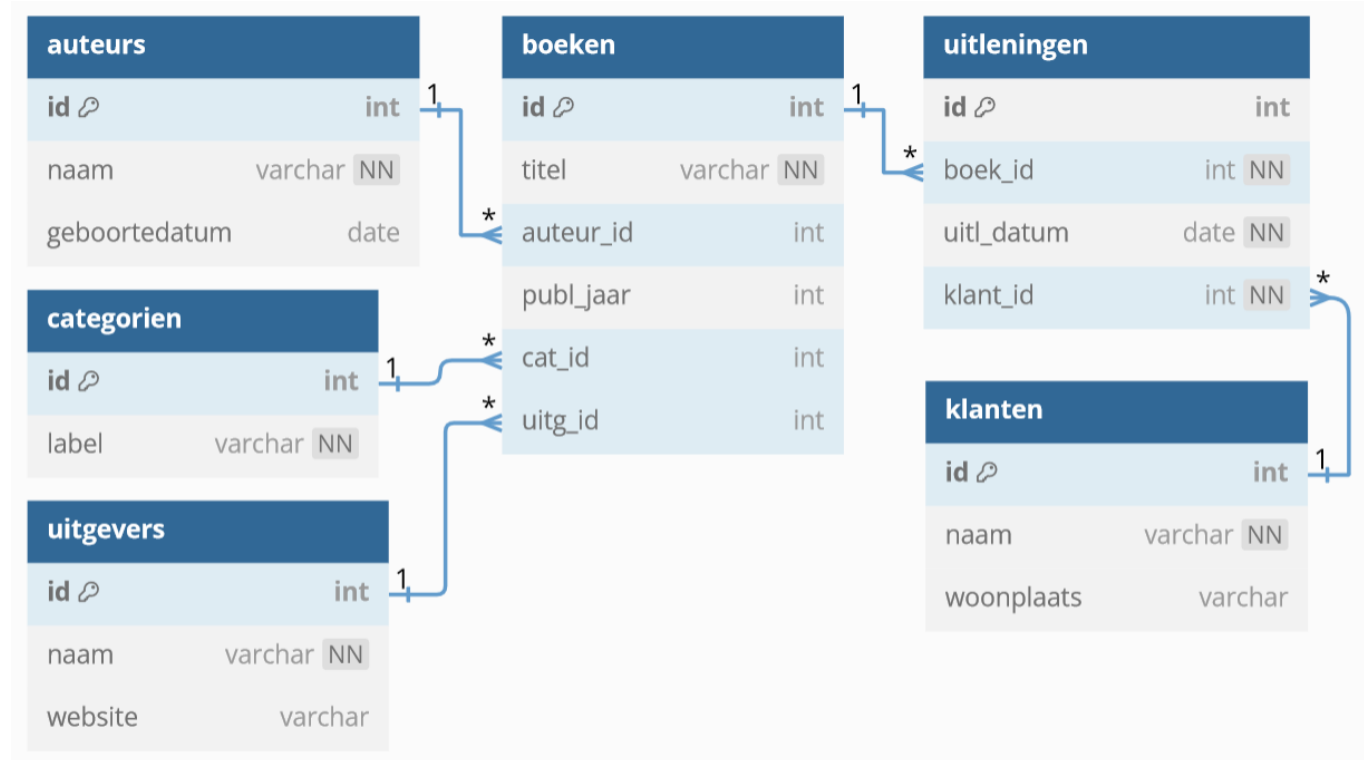 auteurs
id int
naam varchar NN
geboortedatum date
categorien
id int
label varchar NN
uitgevers
id int
naam varchar NN
website varchar
boeken
id int
titel varchar NN
auteur_id int
publ_jaar int
cat_id int
uitg_id int
uitleningen
id int
boek_id int NN
uitl_datum date NN
klant_id int NN
klanten
id int
naam varchar NN
woonplaats varchar
1
*
1
*
1
*
1
*
*
1